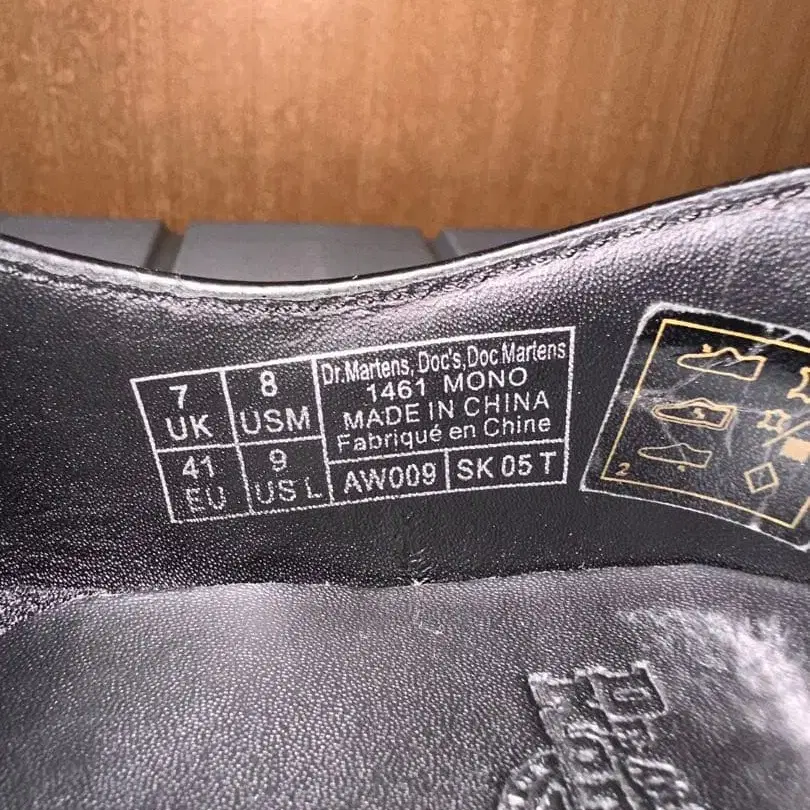 7
UK
8
USM
41
EU
9
US L
Dr.Martens, Doc's, Doc Martens
1461 MONO
MADE IN CHINA
Fabriqué en Chine
AW009
SK 05 T
2